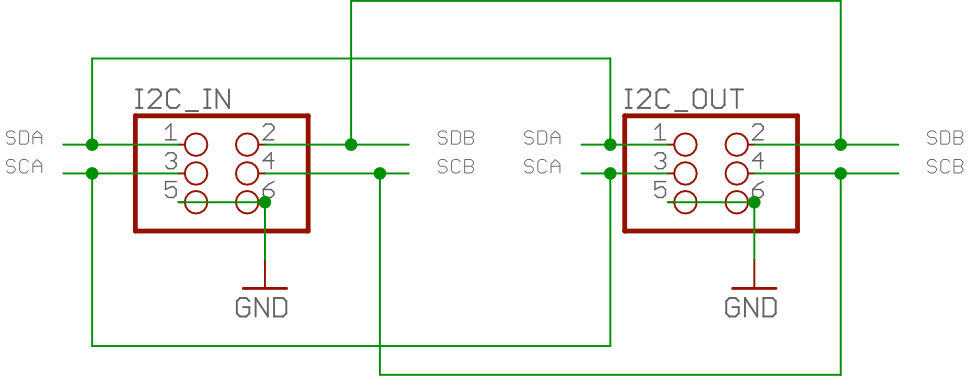 I2C_IN I2C_OUT
SDA 1 2 SDB SDA 1 2 SDB
SCA 3 4 SCB SCA 3 4 SCB
5 6 5 6
GND GND